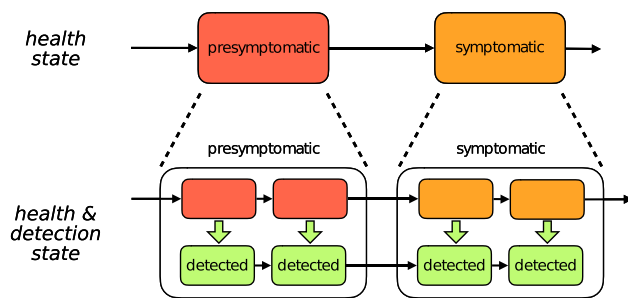 health
state
presymptomatic
symptomatic
presymptomatic
symptomatic
health &
detection
state
detected
detected
detected
detected